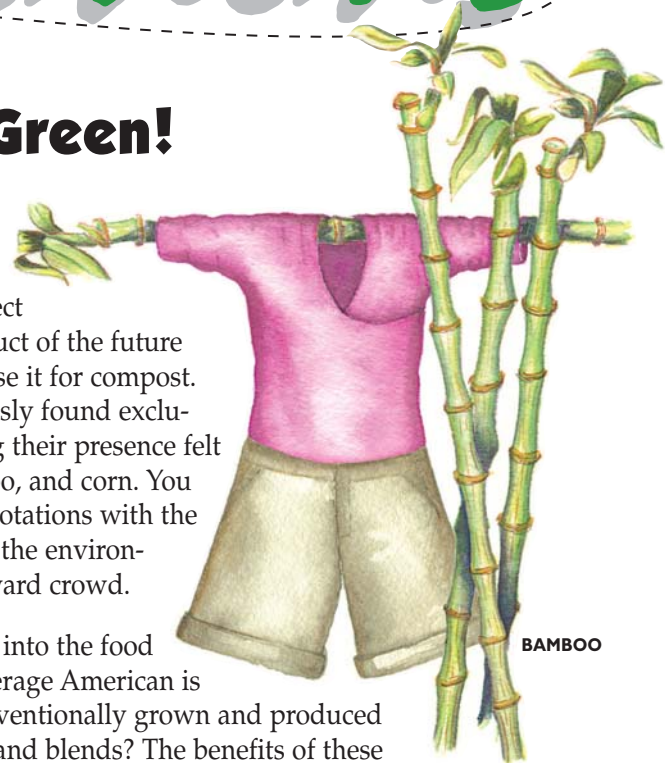 Green!
ect
uct of the future
se it for compost.
sly found exclu-
g their presence felt
o, and corn. You
otations with the
the environ-
ard crowd.
into the food
erage American is
ventionally grown and produced
and blends? The benefits of these
BAMBOO